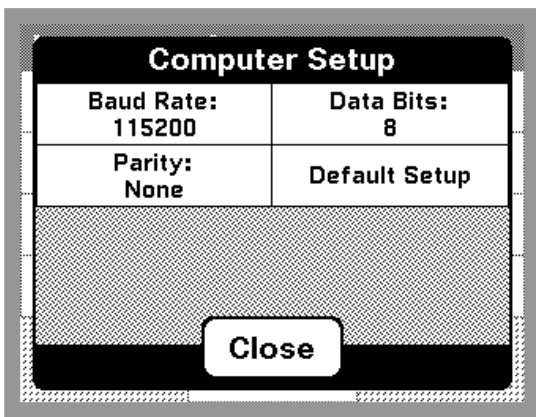 Computer Setup
Baud Rate:
115200
Data Bits:
8
Parity:
None
Default Setup
Close